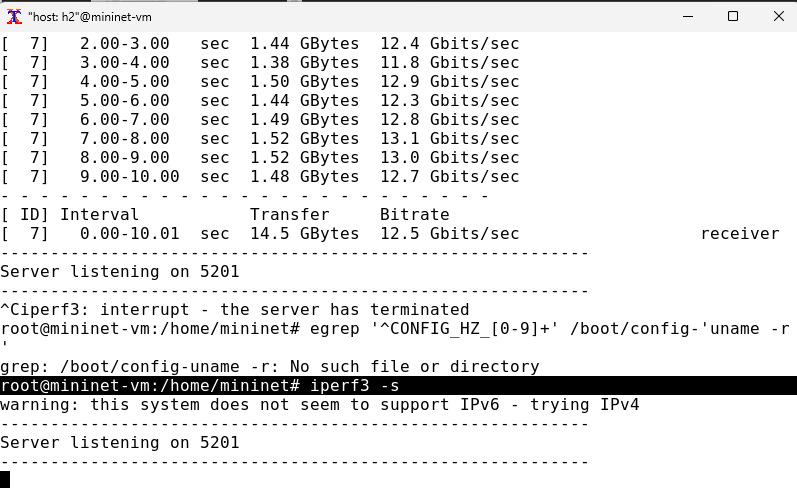 "host: h2"@mininet-vm
[  7]   2.00-3.00   sec  1.44 GBytes  12.4 Gbits/sec
[  7]   3.00-4.00   sec  1.38 GBytes  11.8 Gbits/sec
[  7]   4.00-5.00   sec  1.50 GBytes  12.9 Gbits/sec
[  7]   5.00-6.00   sec  1.44 GBytes  12.3 Gbits/sec
[  7]   6.00-7.00   sec  1.49 GBytes  12.8 Gbits/sec
[  7]   7.00-8.00   sec  1.52 GBytes  13.1 Gbits/sec
[  7]   8.00-9.00   sec  1.52 GBytes  13.0 Gbits/sec
[  7]   9.00-10.00  sec  1.48 GBytes  12.7 Gbits/sec
- - - - - - - - - - - - - - - - - - - - - - - - -
[ ID] Interval           Transfer     Bitrate
[  7]   0.00-10.01  sec  14.5 GBytes  12.5 Gbits/sec                  receiver
-----------------------------------------------------------
Server listening on 5201
-----------------------------------------------------------
^Ciperf3: interrupt - the server has terminated
root@mininet-vm:/home/mininet# egrep '^CONFIG_HZ_[0-9]+' /boot/config-'uname -r
'
grep: /boot/config-uname -r: No such file or directory
root@mininet-vm:/home/mininet# iperf3 -s
warning: this system does not seem to support IPv6 - trying IPv4
-----------------------------------------------------------
Server listening on 5201
-----------------------------------------------------------